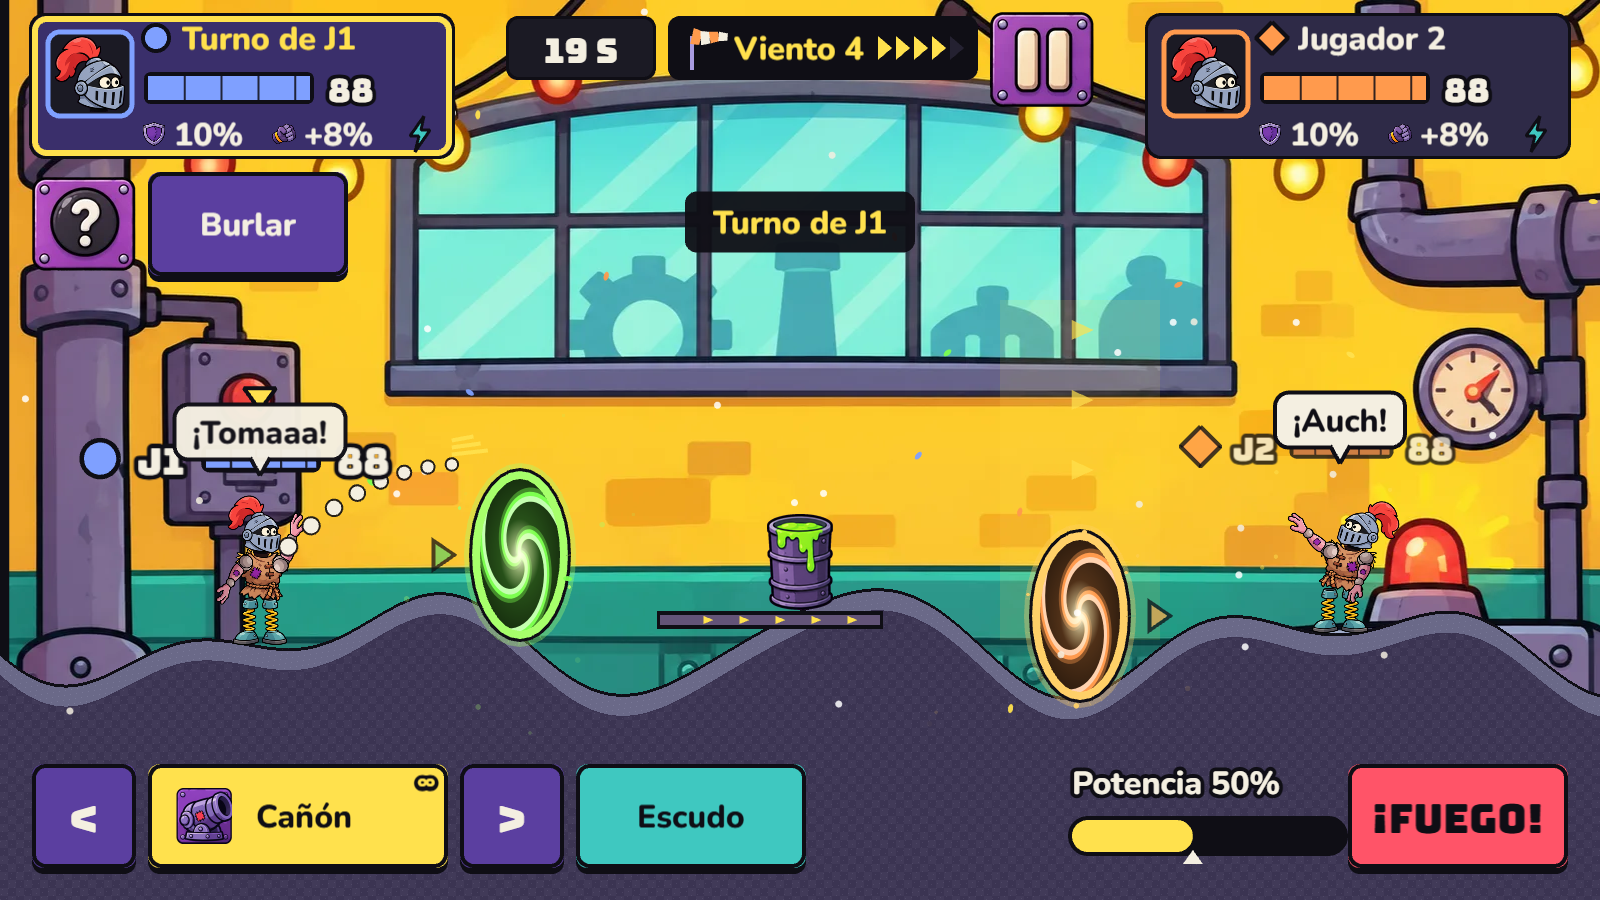 Turno de J1
88
10%
+8%
19 S
Viento 4
Jugador 2
88
10%
+8%
?
Burlar
Turno de J1
¡Tomaaa!
J1
88
¡Auch!
J2
88
<
Cañón
∞
>
Escudo
Potencia 50%
¡FUEGO!